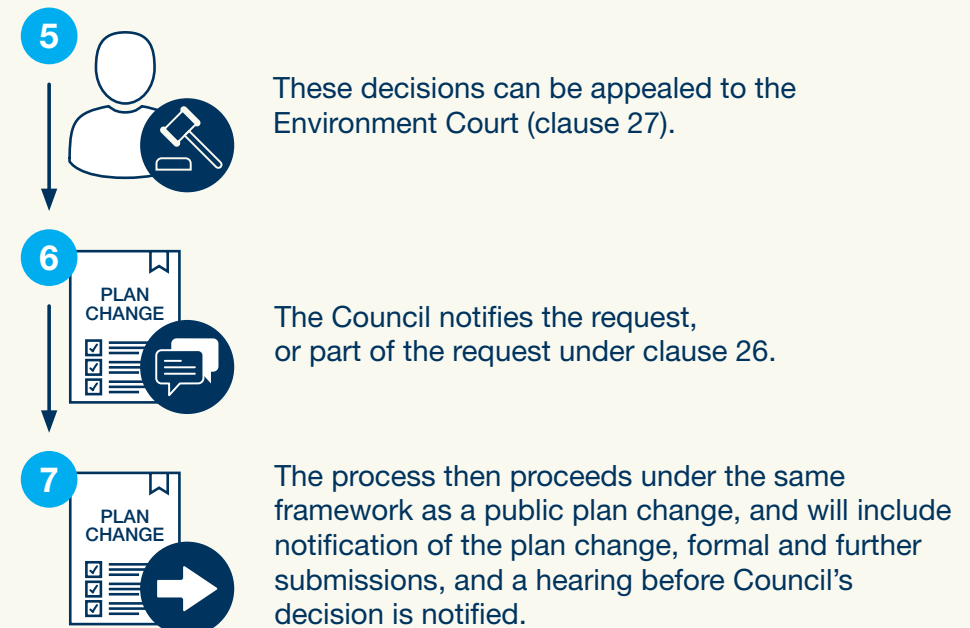 5
These decisions can be appealed to the
Environment Court (clause 27).
6
PLAN
CHANGE
The Council notifies the request,
or part of the request under clause 26.
7
PLAN
CHANGE
The process then proceeds under the same
framework as a public plan change, and will include
notification of the plan change, formal and further
submissions, and a hearing before Council’s
decision is notified.